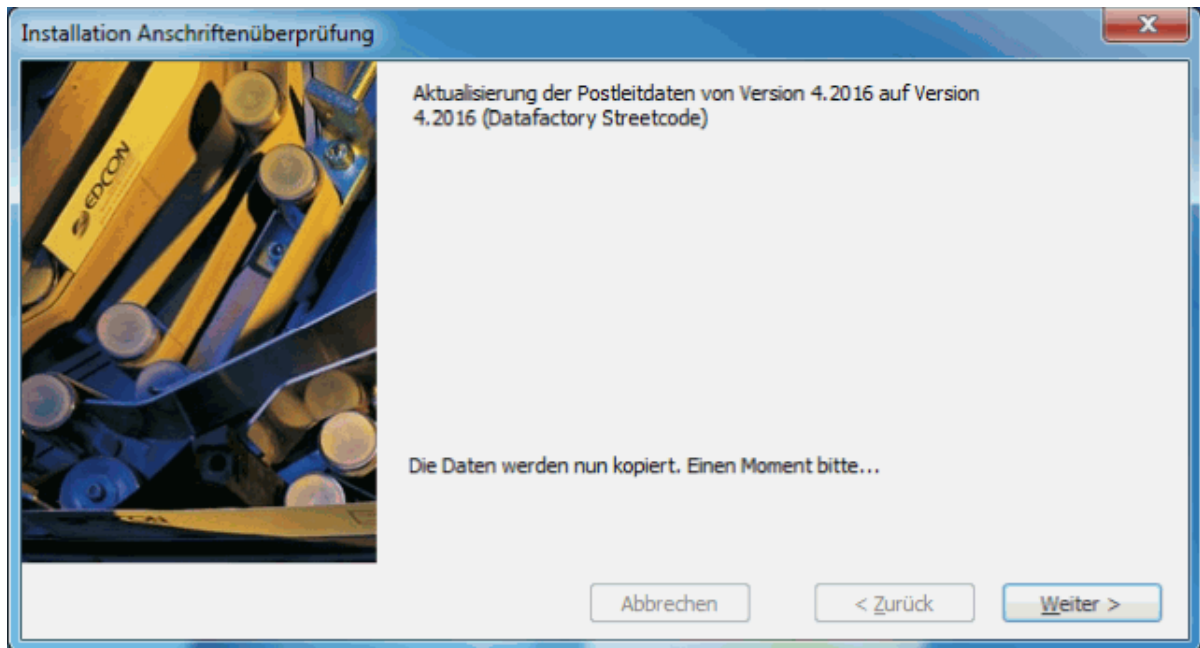 Installation Anschriftenüberprüfung
Aktualisierung der Postleitdaten von Version 4.2016 auf Version
4.2016 (Datafactory Streetcode)
EDCON
Die Daten werden nun kopiert. Einen Moment bitte...
Abbrechen
< Zurück
Weiter >